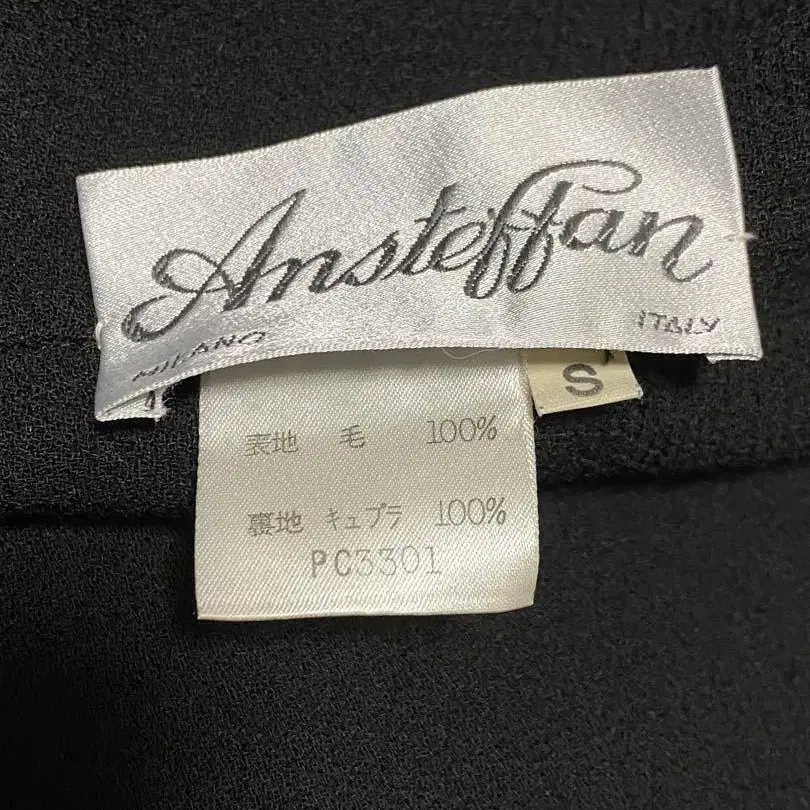 Ansteffan
MILANO ITALY
S
表地 毛 100%
裏地 キュプラ 100%
PC3301